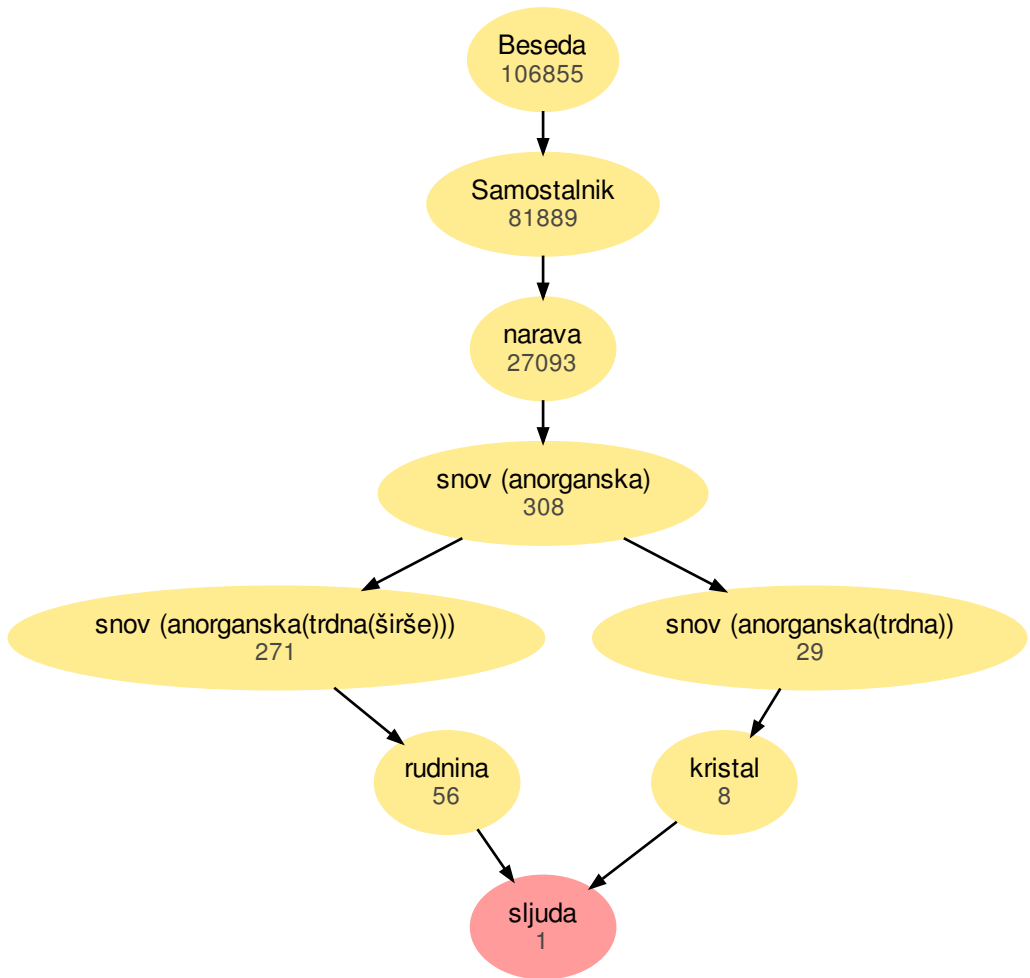 Beseda
106855
Samostalnik
81889
narava
27093
snov (anorganska)
308
snov (anorganska(trdna(širše)))
271
snov (anorganska(trdna))
29
rudnina
56
kristal
8
sljuda
1